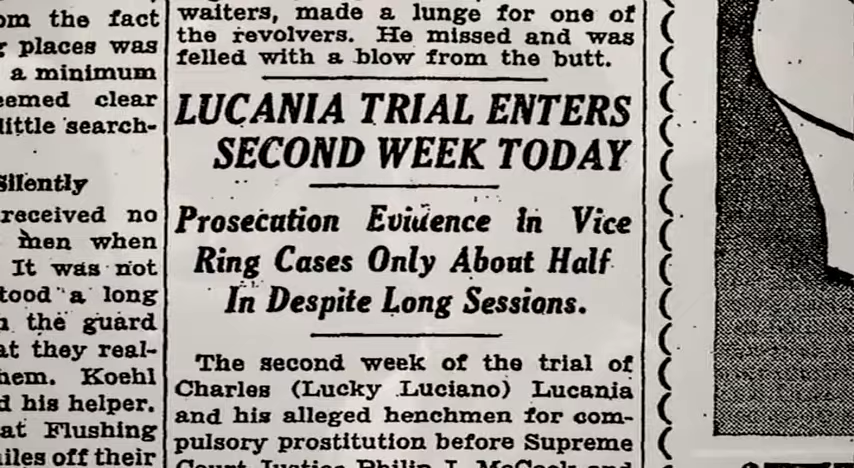 om the fact
places was
a minimum
eemed clear
little search-
Silently
received no
men when
It was not
tood a long
the guard
at they real-
hem. Koehl
d his helper.
at Flushing
iles off their
waiters, made a lunge for one of
the revolvers. He missed and was
felled with a blow from the butt.
LUCANIA TRIAL ENTERS
SECOND WEEK TODAY
Prosecution Evidence in Vice
Ring Cases Only About Half
In Despite Long Sessions.
The second week of the trial of
Charles (Lucky Luciano) Lucania
and his alleged henchmen for com-
pulsory prostitution before Supreme
Court Justice Philip J. McCook and